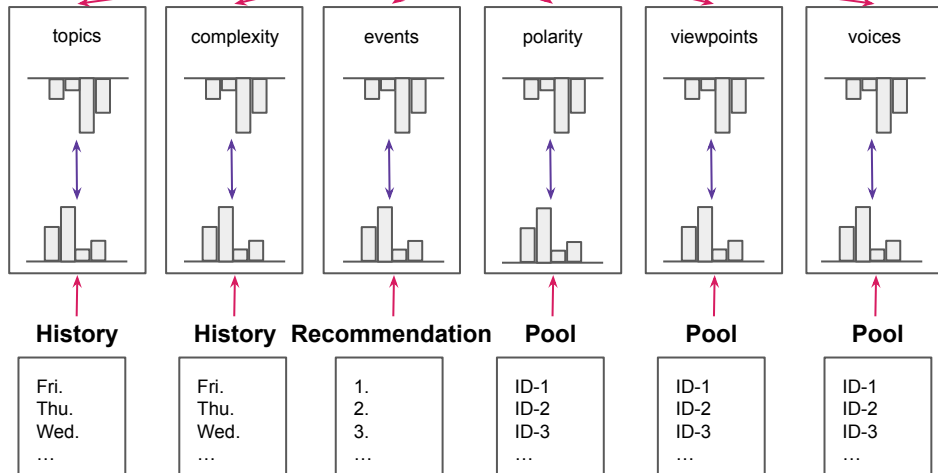 topics
complexity
events
polarity
viewpoints
voices
History
History
Recommendation
Pool
Pool
Pool
Fri.
Thu.
Wed.
…
Fri.
Thu.
Wed.
…
1.
2.
3.
…
ID-1
ID-2
ID-3
…
ID-1
ID-2
ID-3
…
ID-1
ID-2
ID-3
…